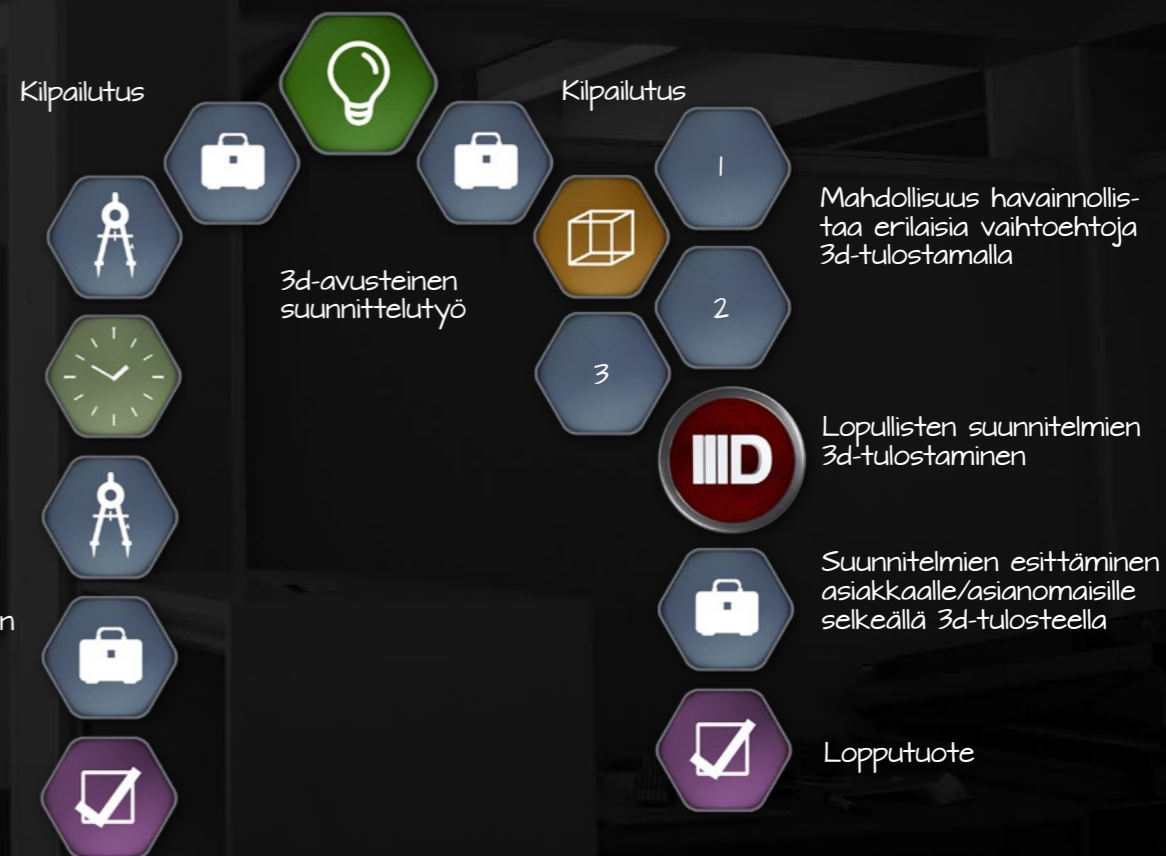 Kilpailutus
Kilpailutus
1
Mahdollisuus havainnollis-
taa erilaisia vaihtoehtoja
3d-tulostamalla
3d-avusteinen
suunnittelutyö
2
3
IIID
Lopullisten suunnitelmien
3d-tulostaminen
Suunnitelmien esittäminen
asiakkaalle/asianomaisille
selkeällä 3d-tulosteella
n
Lopputuote